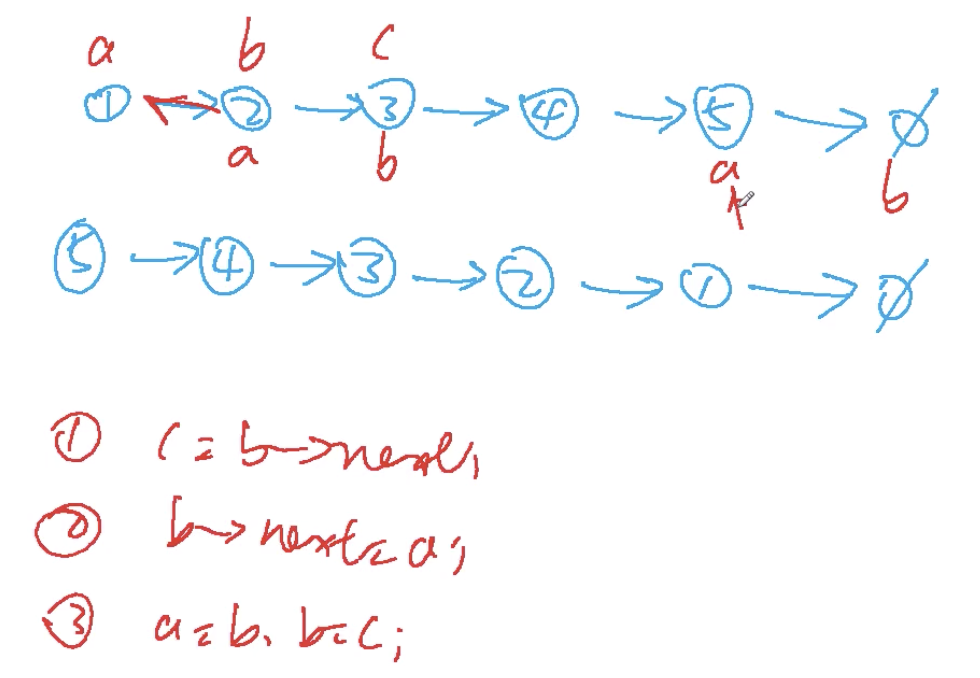 a b c
1 → 2 → 3 → 4 → 5 → ∅
a b a b
5 → 4 → 3 → 2 → 1 → ∅
① c = b->next;
② b->next = a;
③ a = b, b = c;